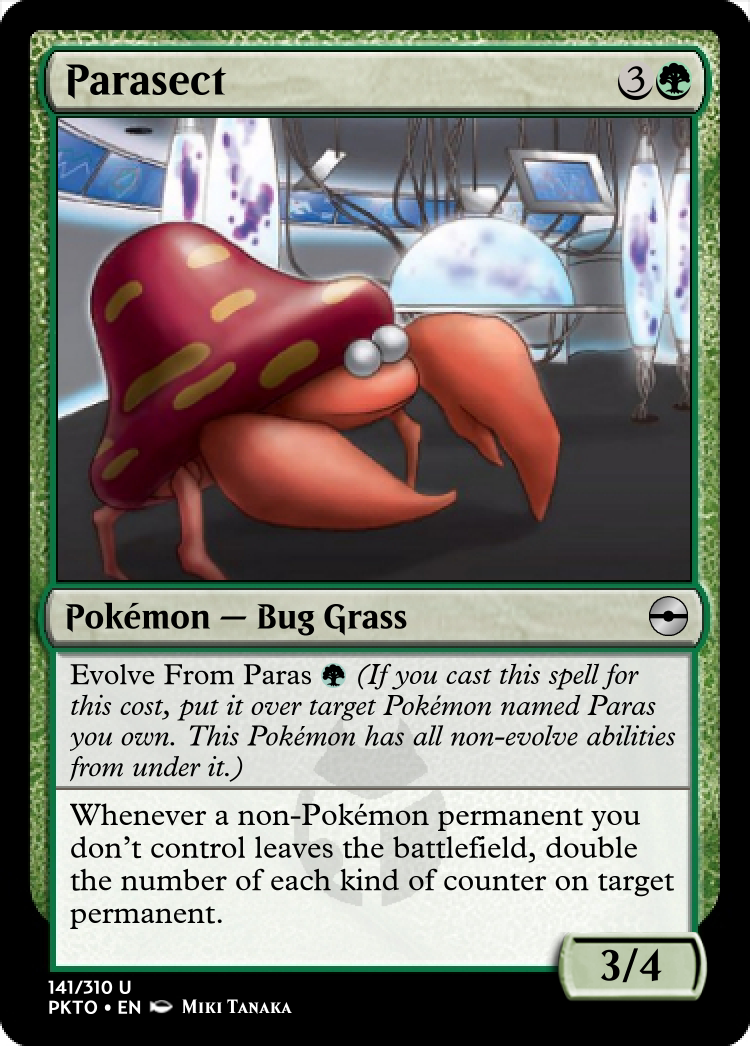 Parasect 3
Pokémon — Bug Grass
Evolve From Paras (If you cast this spell for
this cost, put it over target Pokémon named Paras
you own. This Pokémon has all non-evolve abilities
from under it.)
Whenever a non-Pokémon permanent you
don't control leaves the battlefield, double
the number of each kind of counter on target
permanent.
3/4
141/310 U
PKTO • EN MIKI TANAKA